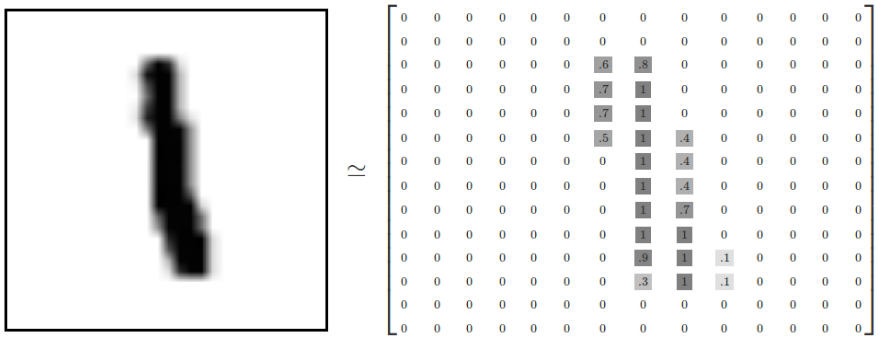 ≃
0 0 0 0 0 0 0 0 0 0 0 0 0 0
0 0 0 0 0 0 0 0 0 0 0 0 0 0
0 0 0 0 0 0 .6 .8 0 0 0 0 0 0
0 0 0 0 0 0 .7 1 0 0 0 0 0 0
0 0 0 0 0 0 .7 1 0 0 0 0 0 0
0 0 0 0 0 0 .5 1 .4 0 0 0 0 0
0 0 0 0 0 0 0 1 .4 0 0 0 0 0
0 0 0 0 0 0 0 1 .4 0 0 0 0 0
0 0 0 0 0 0 0 1 .7 0 0 0 0 0
0 0 0 0 0 0 0 1 1 0 0 0 0 0
0 0 0 0 0 0 0 .9 1 .1 0 0 0 0
0 0 0 0 0 0 0 .3 1 .1 0 0 0 0
0 0 0 0 0 0 0 0 0 0 0 0 0 0
0 0 0 0 0 0 0 0 0 0 0 0 0 0